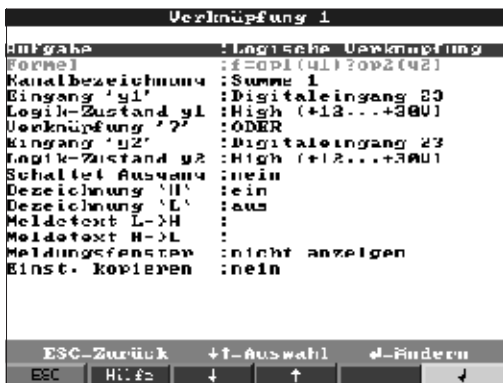 Verknüpfung 1
Aufgabe :Logische Verknüpfung
Formel :f=op1(y1)?op2(y2)
Kanalbezeichnung :Summe 1
Eingang 'y1' :Digitaleingang 23
Logik-Zustand y1 :High (+12...+30V)
Verknüpfung '?' :ODER
Eingang 'y2' :Digitaleingang 23
Logik-Zustand y2 :High (+12...+30V)
Schaltet Ausgang :nein
Bezeichnung 'H' :ein
Bezeichnung 'L' :aus
Meldetext L->H :
Meldetext H->L :
Meldungsfenster :nicht anzeigen
Einst. kopieren :nein
ESC=Zurück ↓↑=Auswahl ↲=Ändern
ESC Hilfe ↓ ↑ ↲